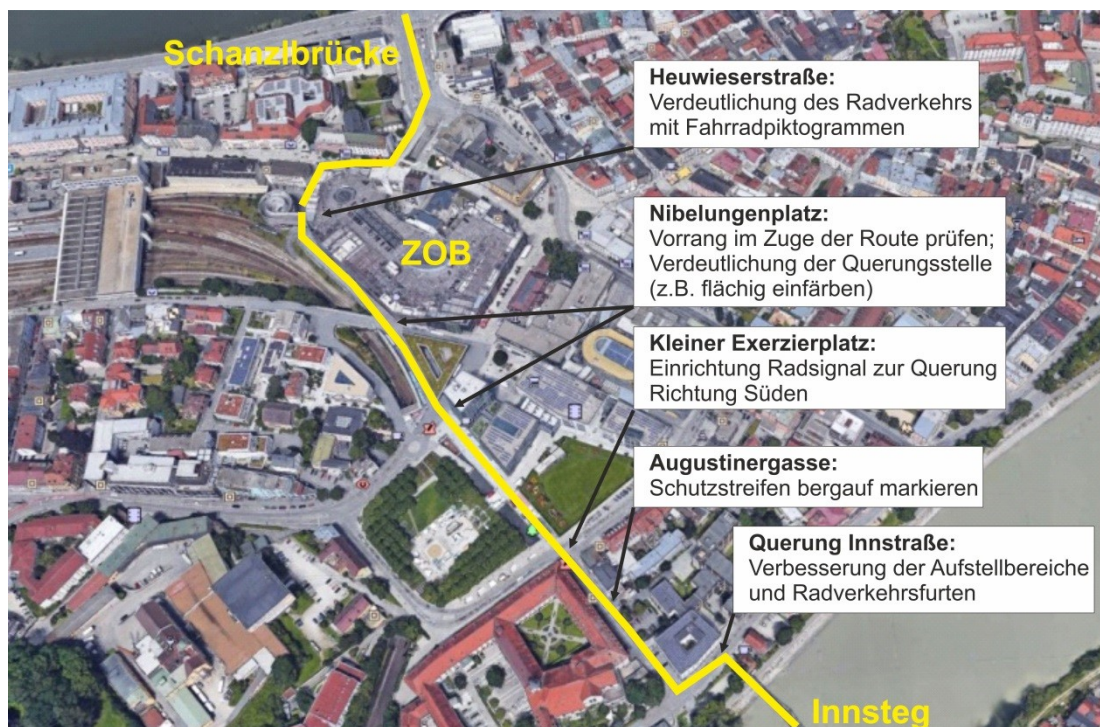 Schanzlbrücke
Heuwieserstraße:
Verdeutlichung des Radverkehrs
mit Fahrradpiktogrammen
Nibelungenplatz:
Vorrang im Zuge der Route prüfen;
Verdeutlichung der Querungsstelle
(z.B. flächig einfärben)
ZOB
Kleiner Exerzierplatz:
Einrichtung Radsignal zur Querung
Richtung Süden
Augustinergasse:
Schutzstreifen bergauf markieren
Querung Innstraße:
Verbesserung der Aufstellbereiche
und Radverkehrsfurten
Innsteg